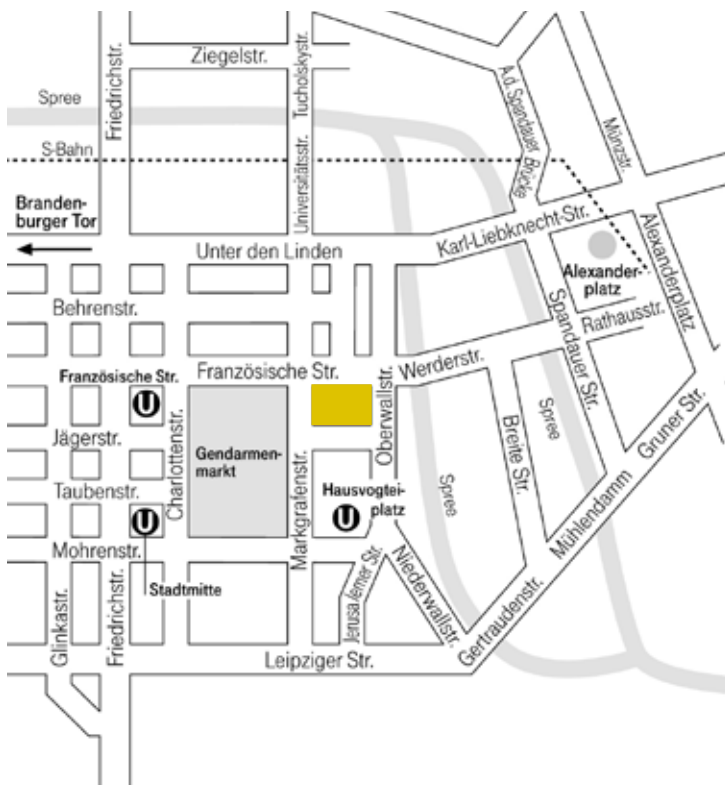 Ziegelstr.
Friedrichstr.
Tucholskystr.
A.d. Spandauer Brücke
Münzstr.
Spree
S-Bahn
Universitätsstr.
Branden-
burger Tor
Karl-Liebknecht-Str.
Unter den Linden
Alexander-
platz
Alexanderplatz
Behrenstr.
Spandauer Str.
Rathausstr.
Französische Str.
Französische Str.
Werderstr.
U
Oberwallstr.
Jägerstr.
Charlottenstr.
Gendarmen-
markt
Markgrafenstr.
Breite Str.
Spree
Gruner Str.
Taubenstr.
Hausvogtei-
platz
U
U
Spree
Mühlendamm
Mohrenstr.
Stadtmitte
Jerusalemer Str.
Niederwallstr.
Gertraudenstr.
Glinkastr.
Friedrichstr.
Leipziger Str.